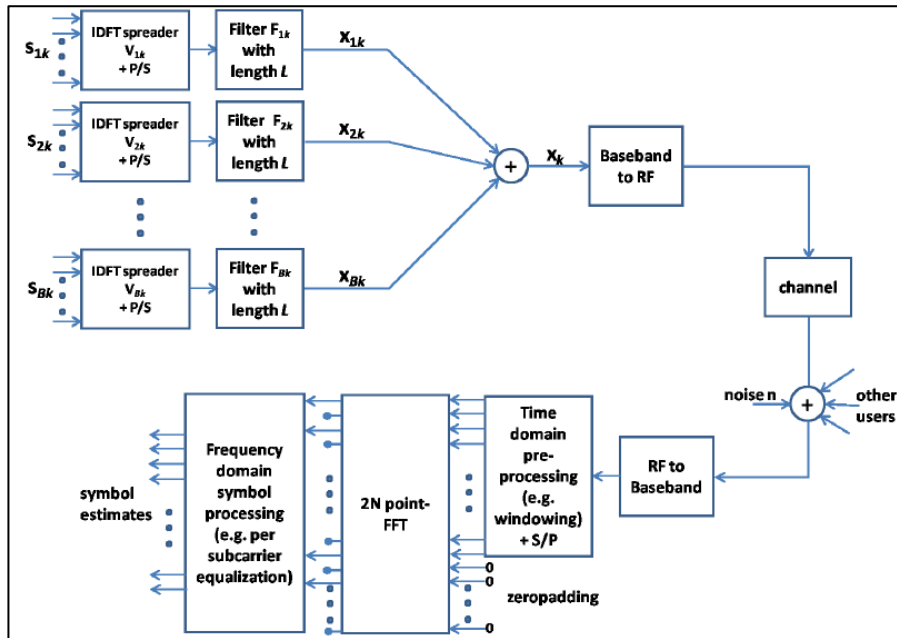 S1k
IDFT spreader
V1k
+ P/S
Filter F1k
with
length L
X1k
S2k
IDFT spreader
V2k
+ P/S
Filter F2k
with
length L
X2k
+
Xk
Baseband
to RF
SBk
IDFT spreader
VBk
+ P/S
Filter FBk
with
length L
XBk
channel
noise n
+
other
users
RF to
Baseband
Time
domain
pre-
processing
(e.g.
windowing)
+ S/P
0
0
0
zeropadding
2N point-
FFT
Frequency
domain
symbol
processing
(e.g. per
subcarrier
equalization)
symbol
estimates